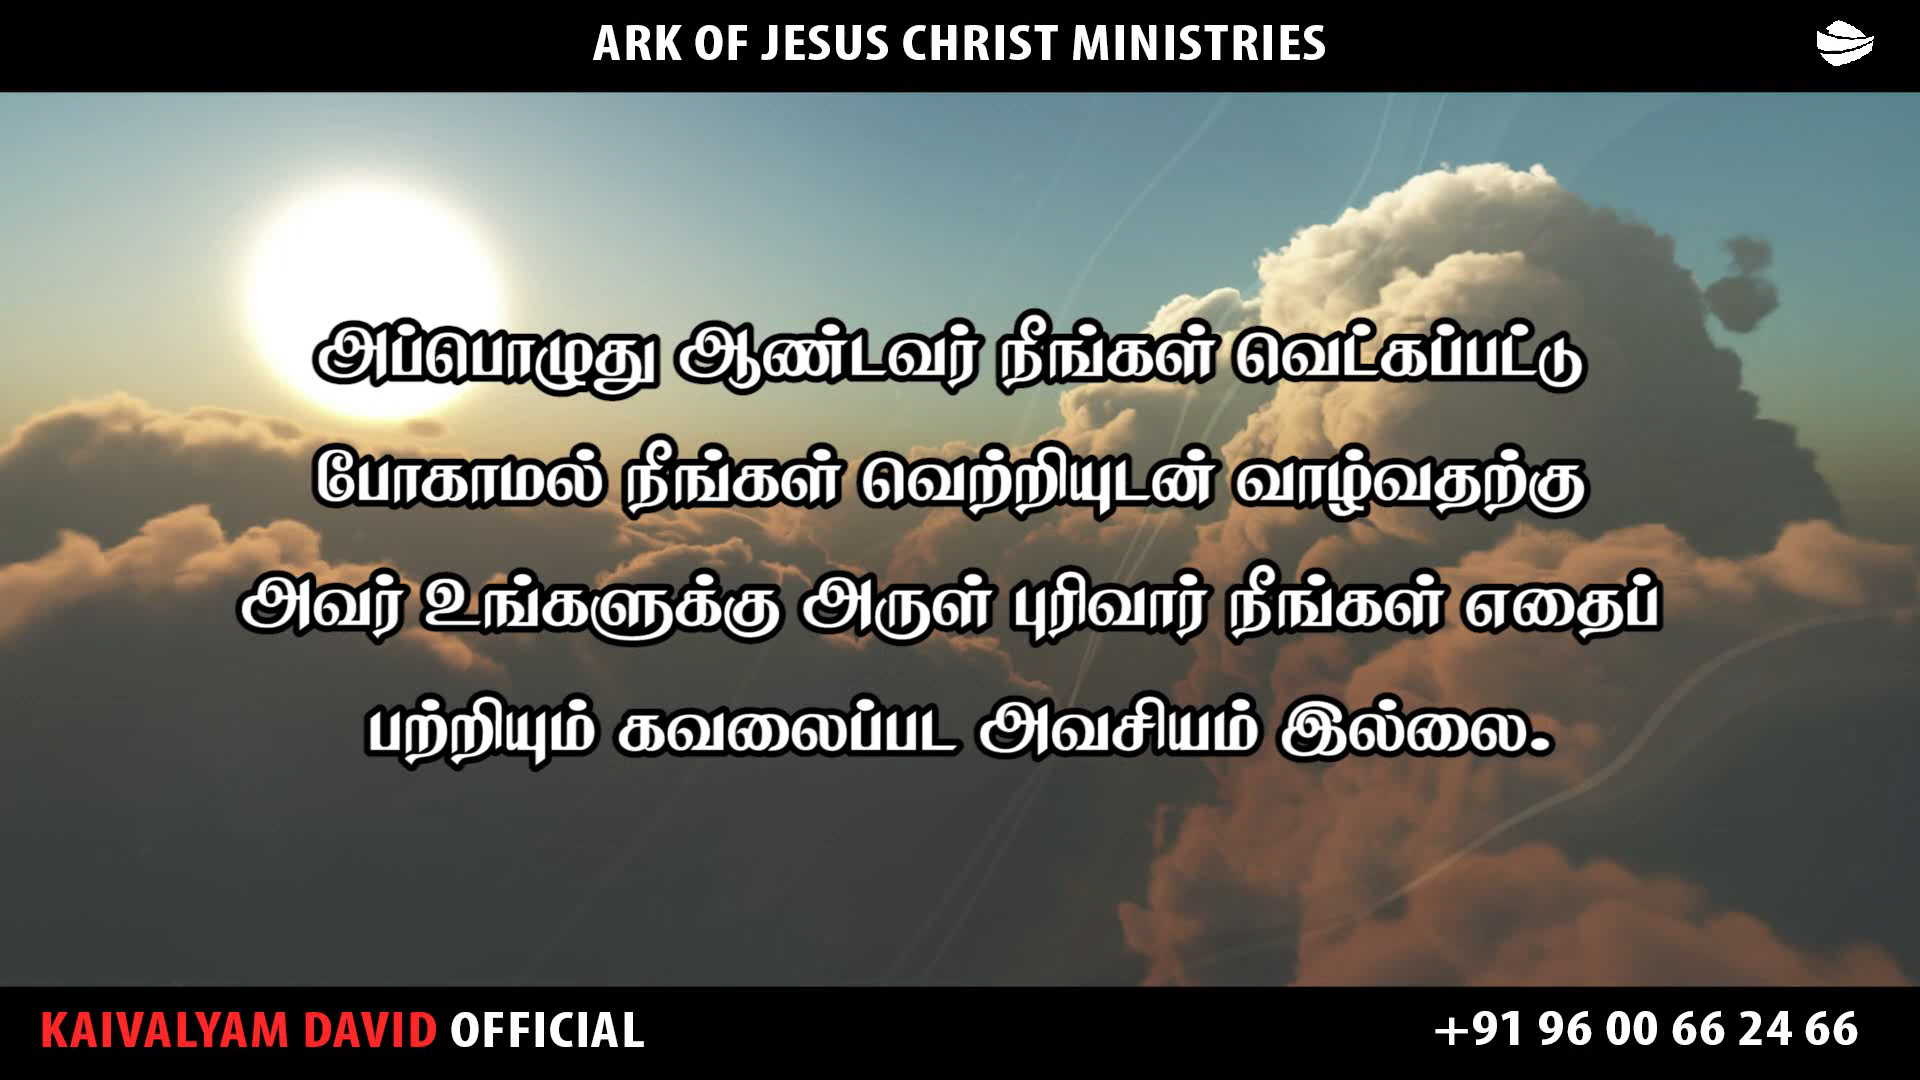 ARK OF JESUS CHRIST MINISTRIES
அப்பொழுது ஆண்டவர் நீங்கள் வெட்கப்பட்டு
போகாமல் நீங்கள் வெற்றியுடன் வாழ்வதற்கு
அவர் உங்களுக்கு அருள் புரிவார் நீங்கள் எதைப்
பற்றியும் கவலைப்பட அவசியம் இல்லை.
KAIVALYAM DAVID OFFICIAL
+91 96 00 66 24 66